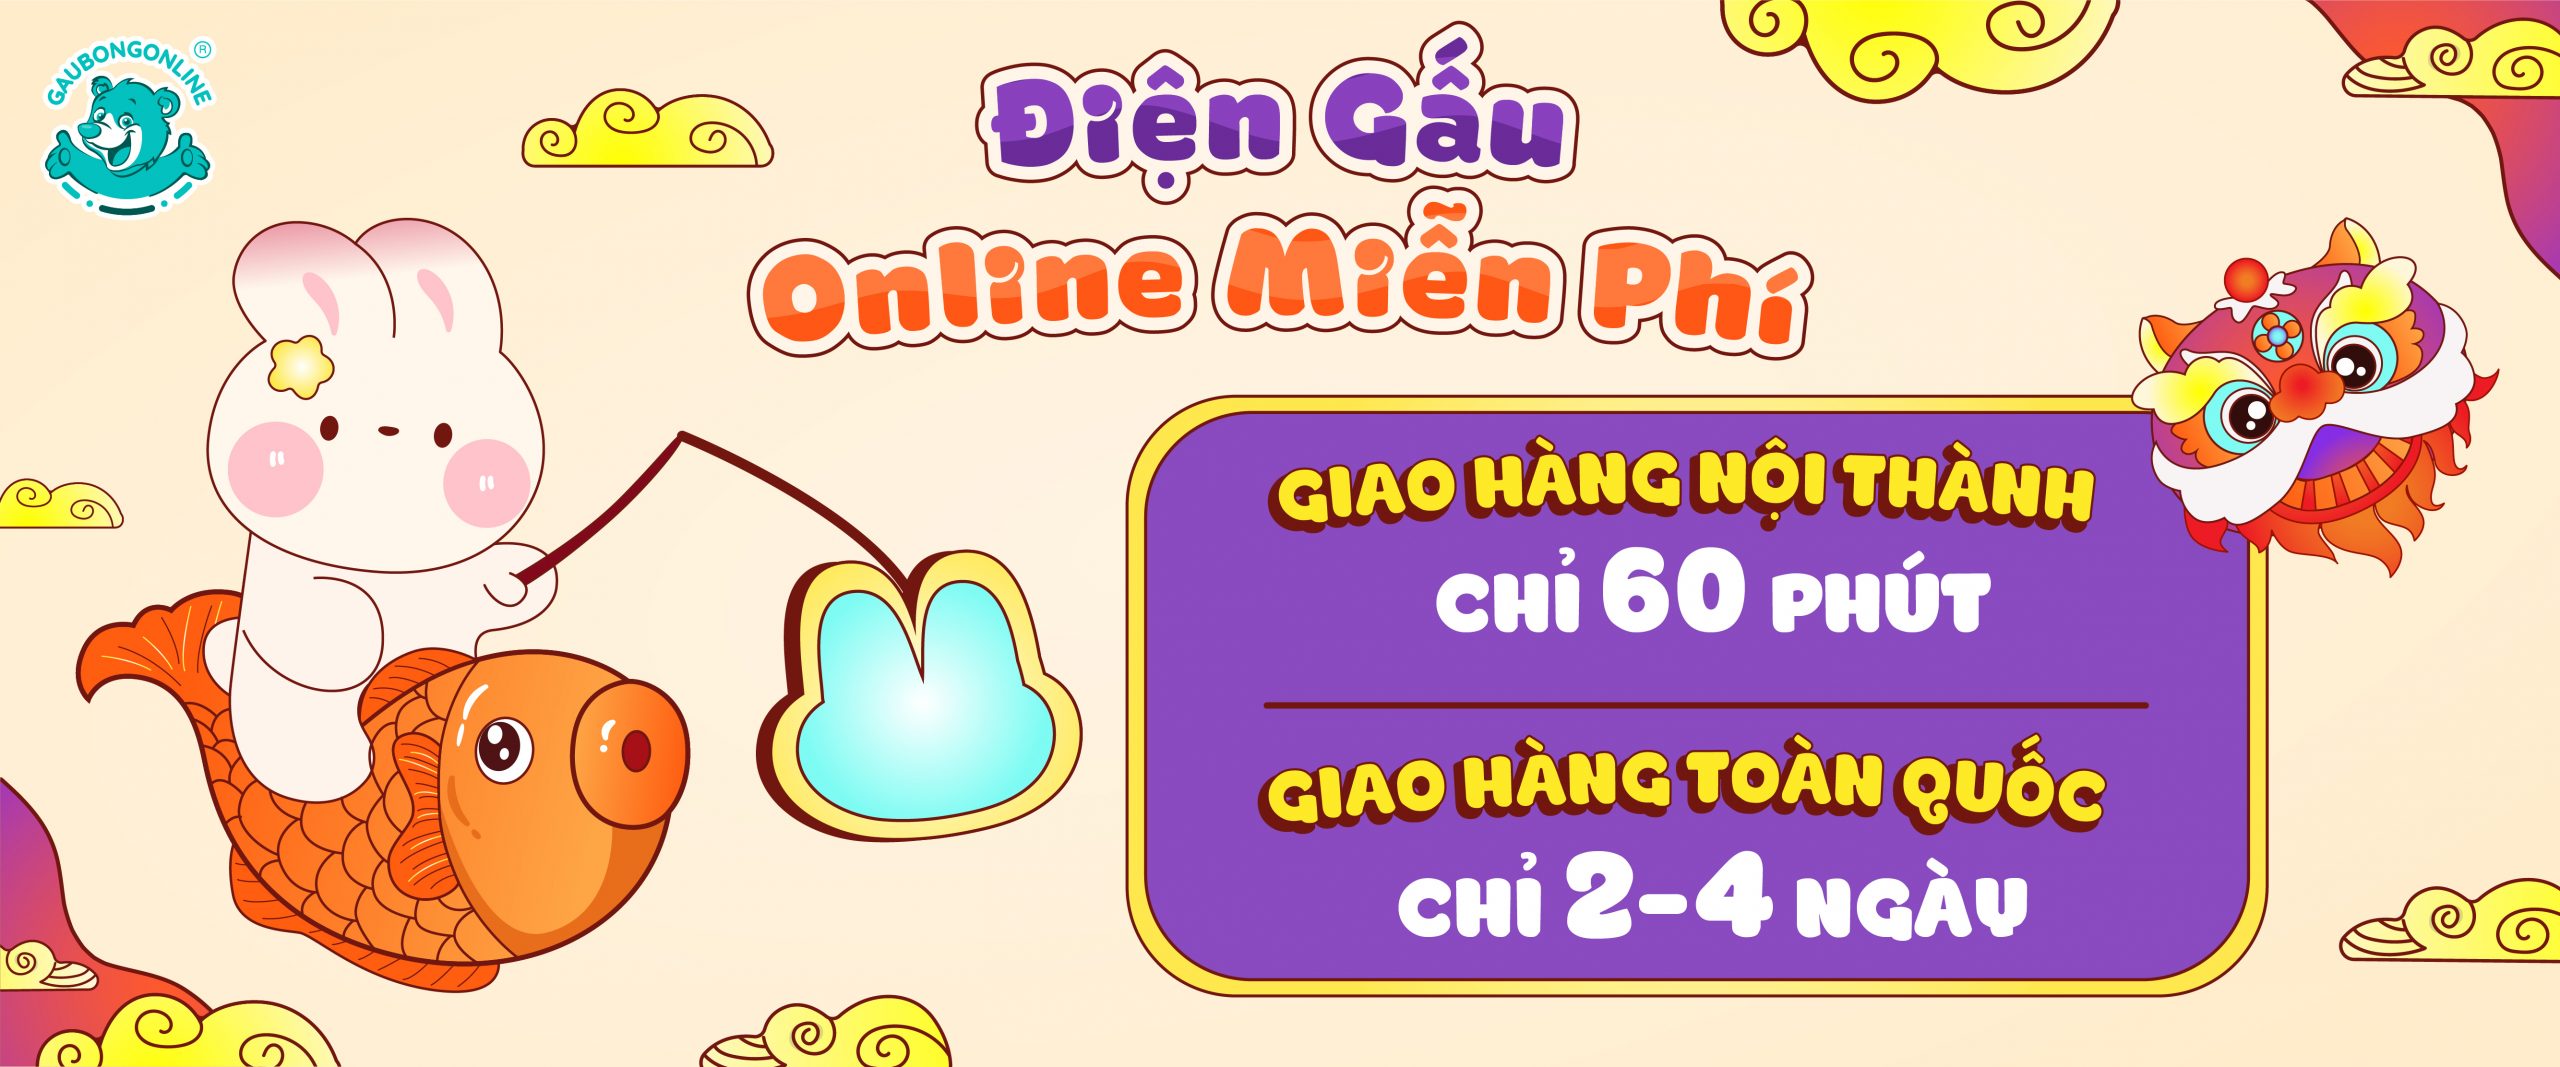 GAUBONGONLINE ®
Điện Gấu
Online Miễn Phí
GIAO HÀNG NỘI THÀNH
CHỈ 60 PHÚT
GIAO HÀNG TOÀN QUỐC
CHỈ 2-4 NGÀY